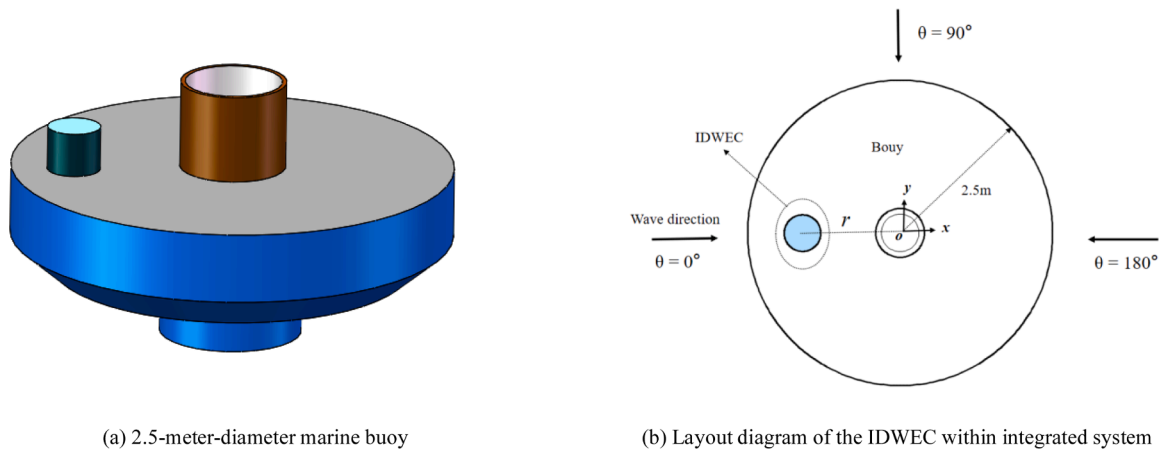 θ = 90°
IDWEC
Bouy
2.5m
y
r
o
x
Wave direction
θ = 0°
θ = 180°
(a) 2.5-meter-diameter marine buoy
(b) Layout diagram of the IDWEC within integrated system